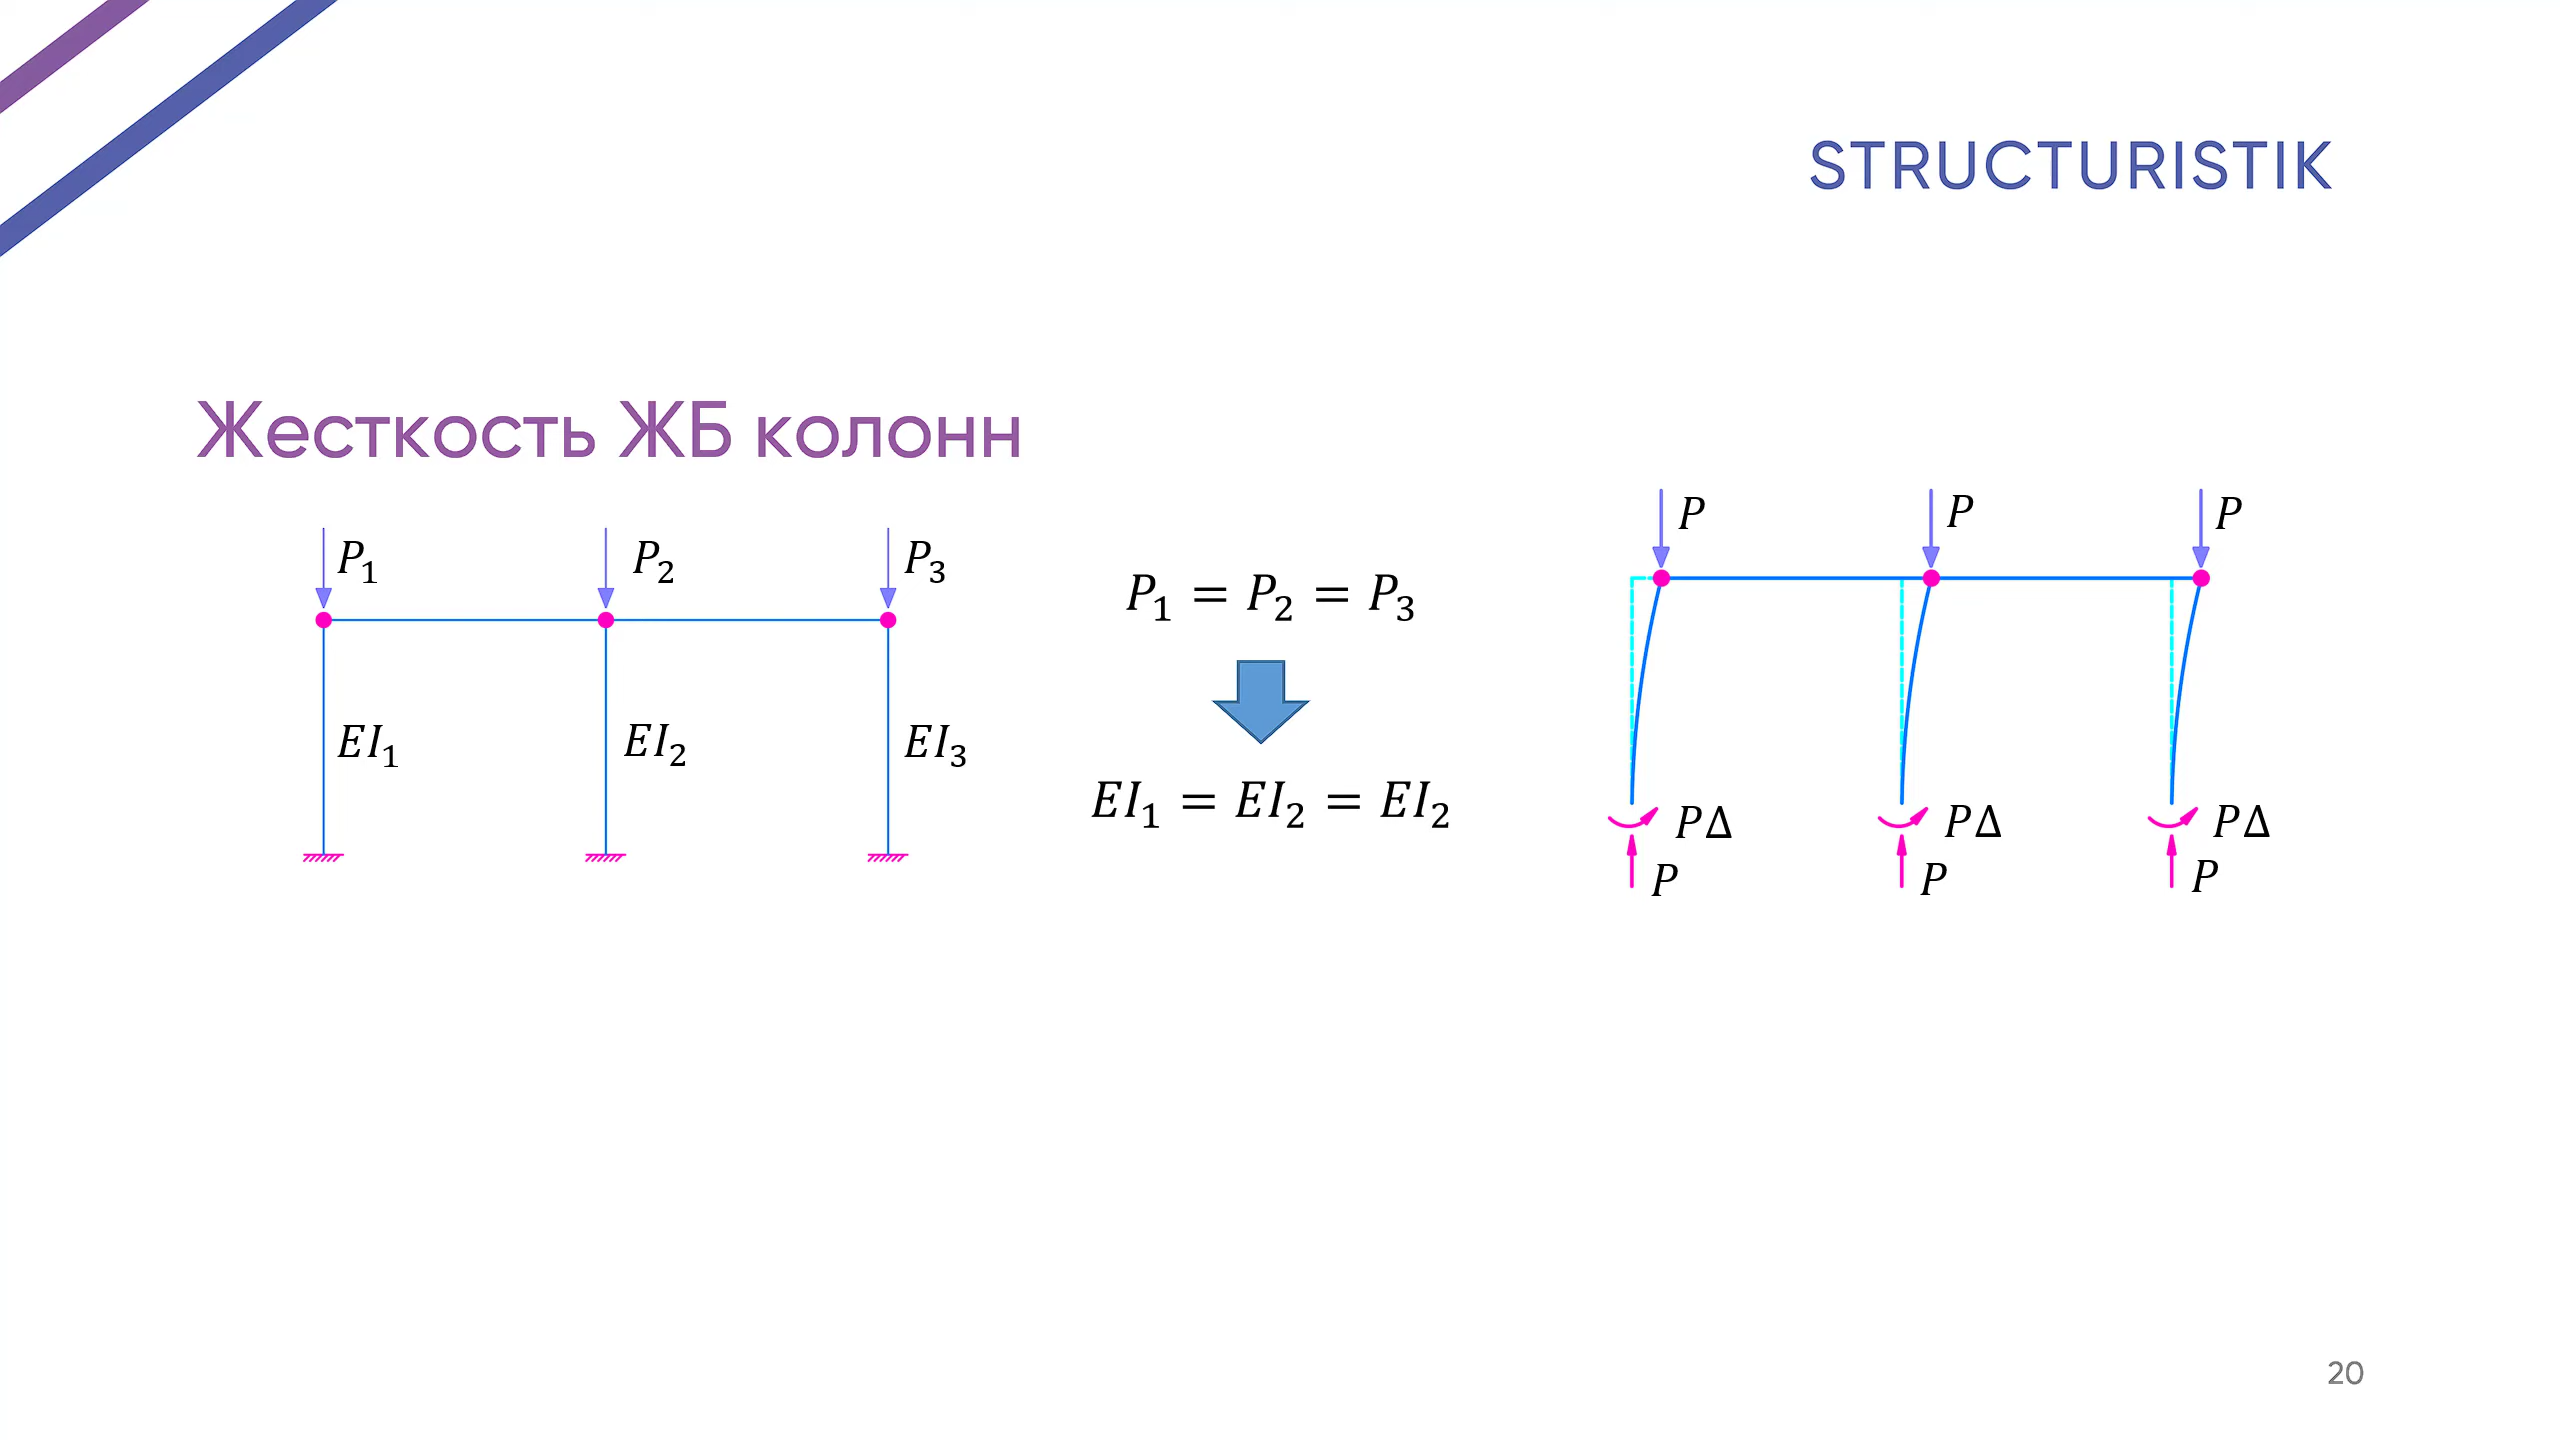 STRUCTURISTIK
Жесткость ЖБ колонн
P₁ P₂ P₃
EI₁ EI₂ EI₃
P₁ = P₂ = P₃
EI₁ = EI₂ = EI₂
P P P
PΔ PΔ PΔ
P P P
20